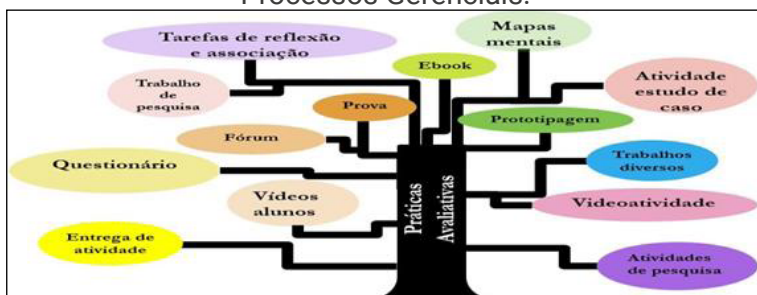 Processos Gerenciais.
Tarefas de reflexão
e associação
Ebook
Mapas
mentais
Trabalho
de
pesquisa
Prova
Atividade
estudo de
caso
Fórum
Prototipagem
Questionário
Trabalhos
diversos
Vídeos
alunos
Videoatividade
Entrega de
atividade
Atividades
de pesquisa
Práticas
Avaliativas